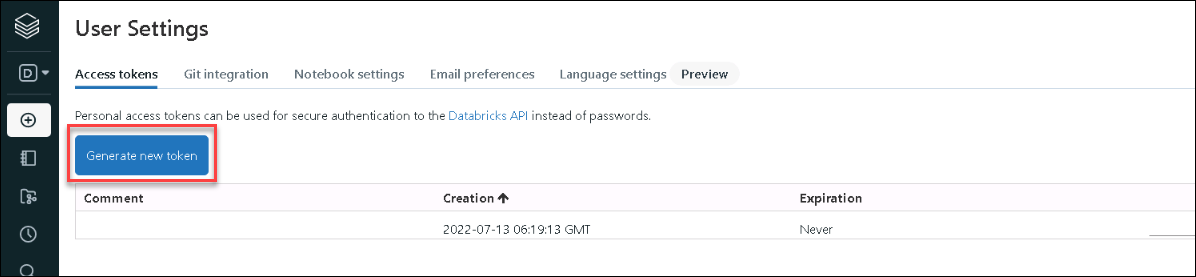 User Settings
D
Access tokens Git integration Notebook settings Email preferences Language settings Preview
Personal access tokens can be used for secure authentication to the Databricks API instead of passwords.
Generate new token
Comment Creation Expiration
2022-07-13 06:19:13 GMT Never